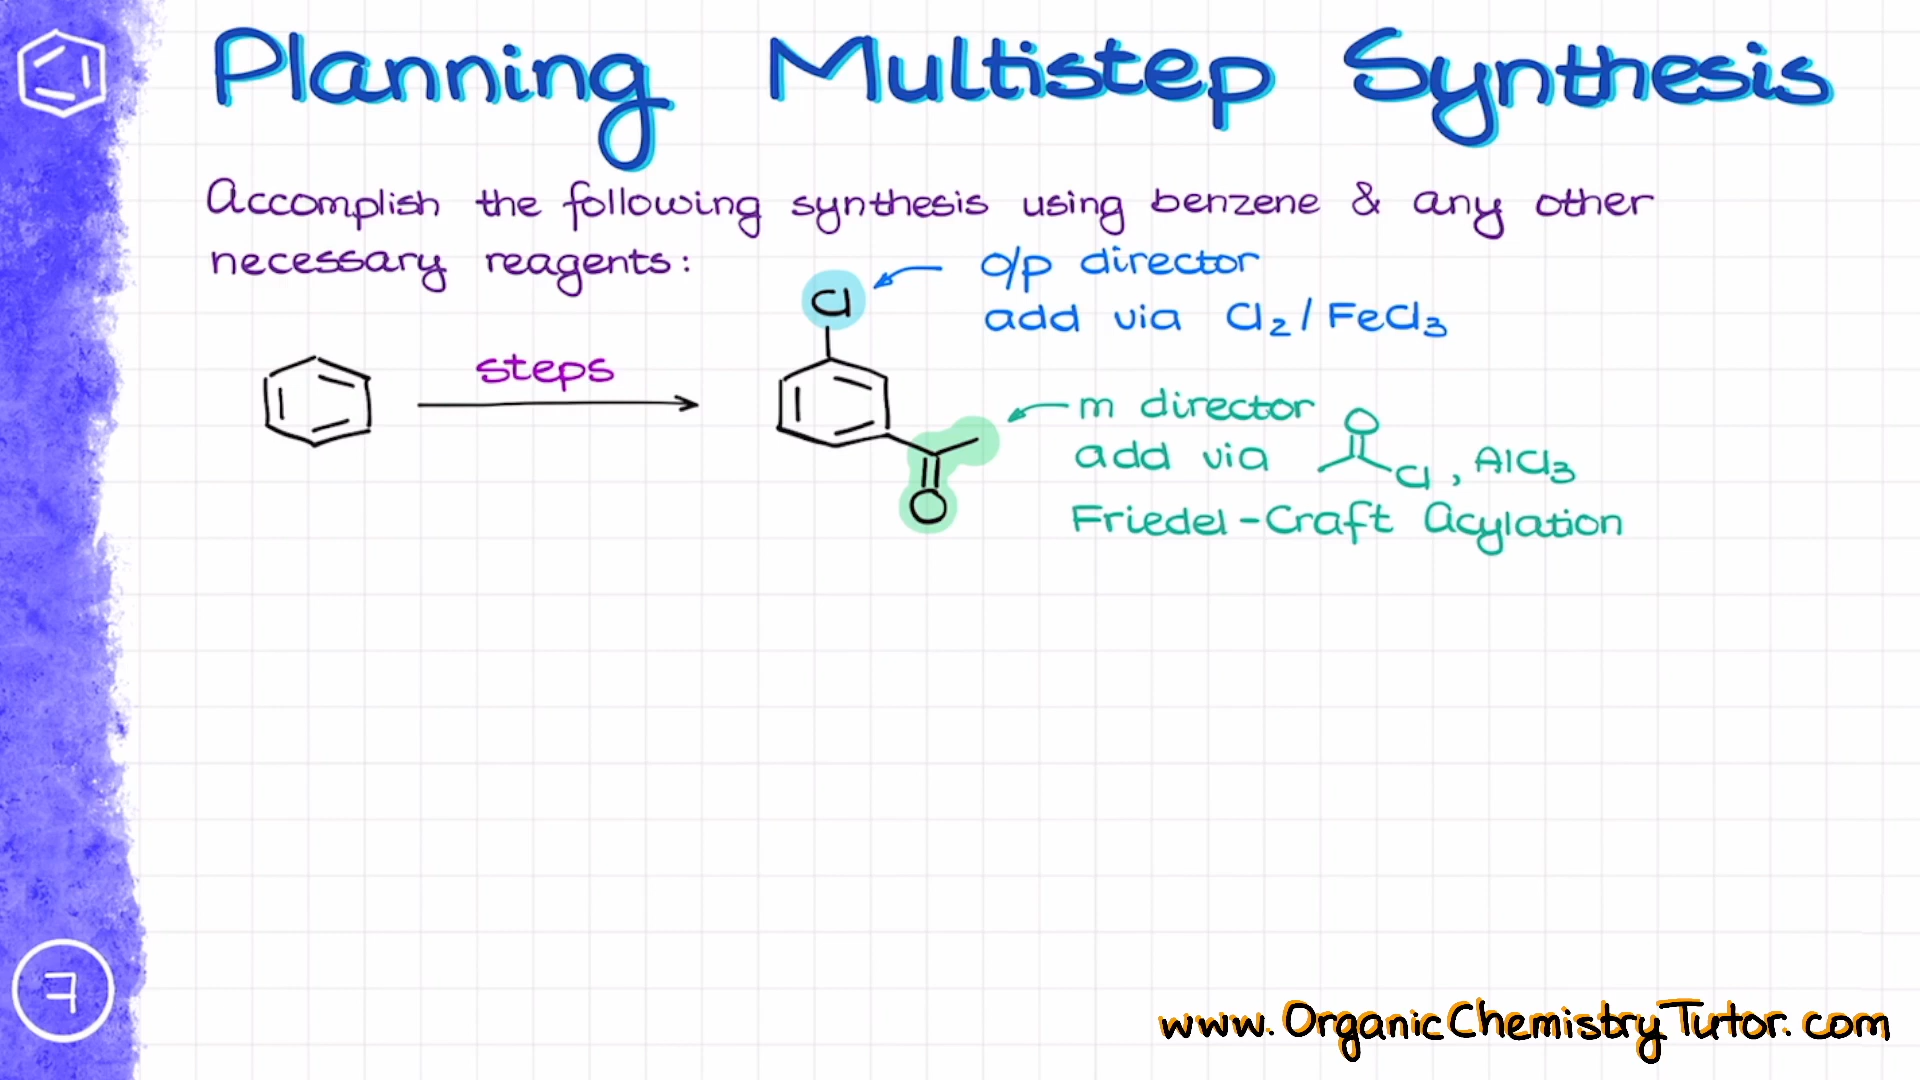 Planning Multistep Synthesis
Accomplish the following synthesis using benzene & any other
necessary reagents:
o/p director
add via Cl₂/FeCl₃
Cl
steps
m director
add via O Cl, AlCl₃
O
Friedel-Craft Acylation
7
www.OrganicChemistryTutor.com